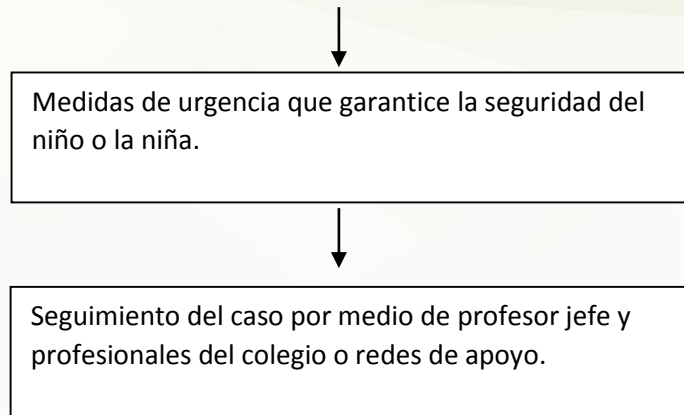 Medidas de urgencia que garantice la seguridad del
niño o la niña.
Seguimiento del caso por medio de profesor jefe y
profesionales del colegio o redes de apoyo.